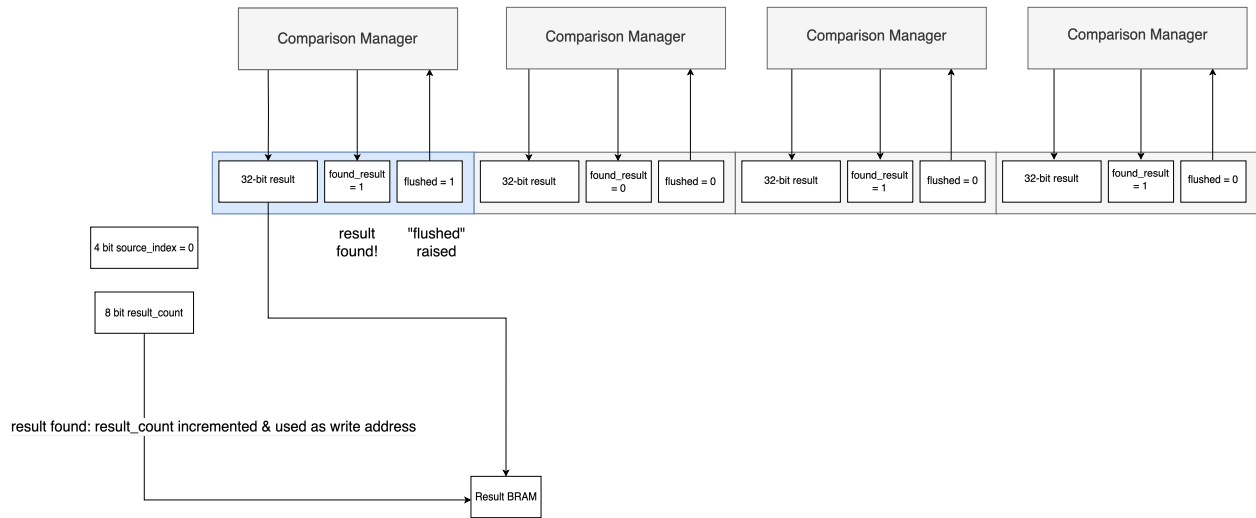 Comparison Manager
Comparison Manager
Comparison Manager
Comparison Manager
32-bit result
found_result
= 1
flushed = 1
32-bit result
found_result
= 0
flushed = 0
32-bit result
found_result
= 1
flushed = 0
32-bit result
found_result
= 1
flushed = 0
result
found!
"flushed"
raised
4 bit source_index = 0
8 bit result_count
result found: result_count incremented & used as write address
Result BRAM